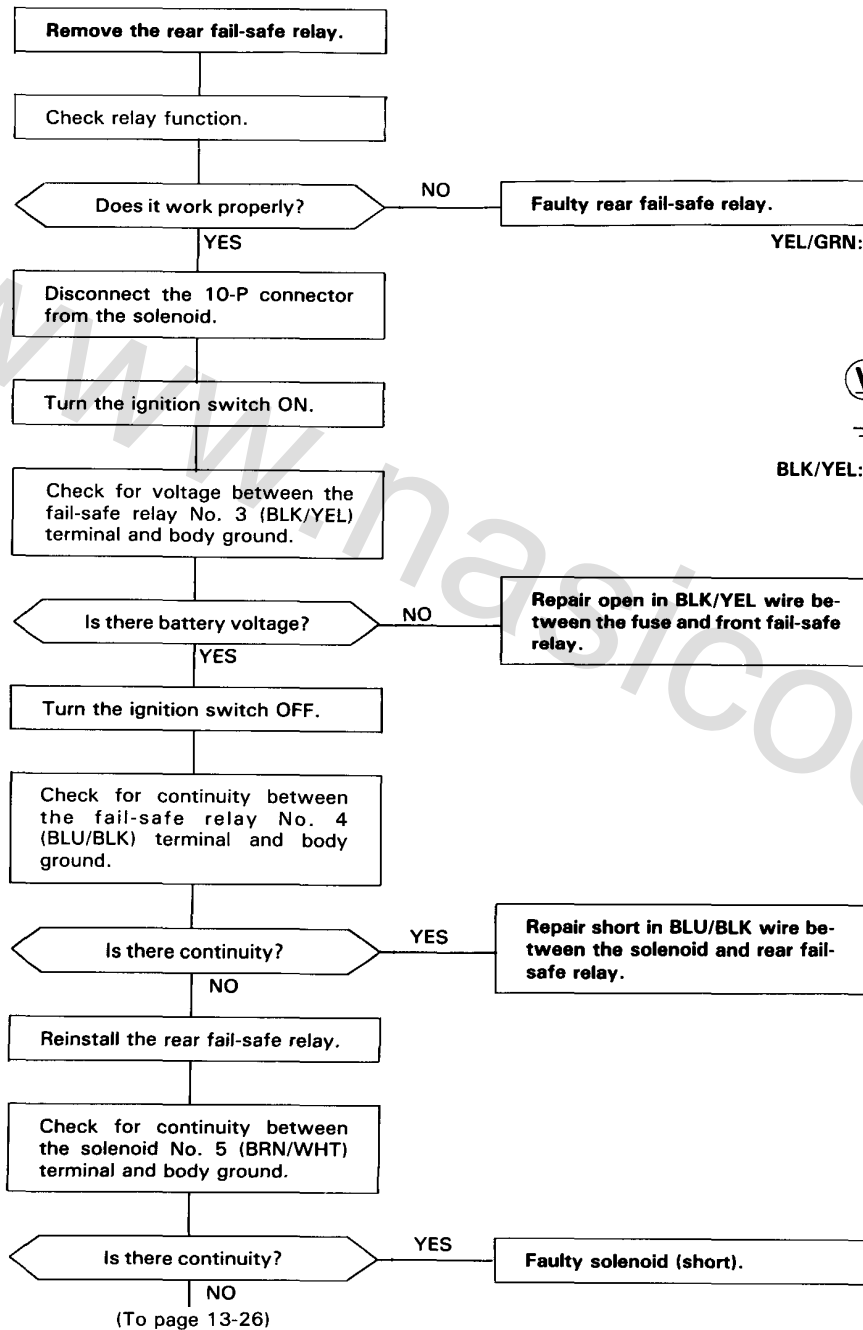 Remove the rear fail-safe relay.
Check relay function.
Does it work properly?
NO
Faulty rear fail-safe relay.
YEL/GRN:
YES
Disconnect the 10-P connector
from the solenoid.
Turn the ignition switch ON.
V
BLK/YEL:
Check for voltage between the
fail-safe relay No. 3 (BLK/YEL)
terminal and body ground.
Is there battery voltage?
NO
Repair open in BLK/YEL wire be-
tween the fuse and front fail-safe
relay.
YES
Turn the ignition switch OFF.
Check for continuity between
the fail-safe relay No. 4
(BLU/BLK) terminal and body
ground.
Is there continuity?
YES
Repair short in BLU/BLK wire be-
tween the solenoid and rear fail-
safe relay.
NO
Reinstall the rear fail-safe relay.
Check for continuity between
the solenoid No. 5 (BRN/WHT)
terminal and body ground.
Is there continuity?
YES
Faulty solenoid (short).
NO
(To page 13-26)
www.nasico